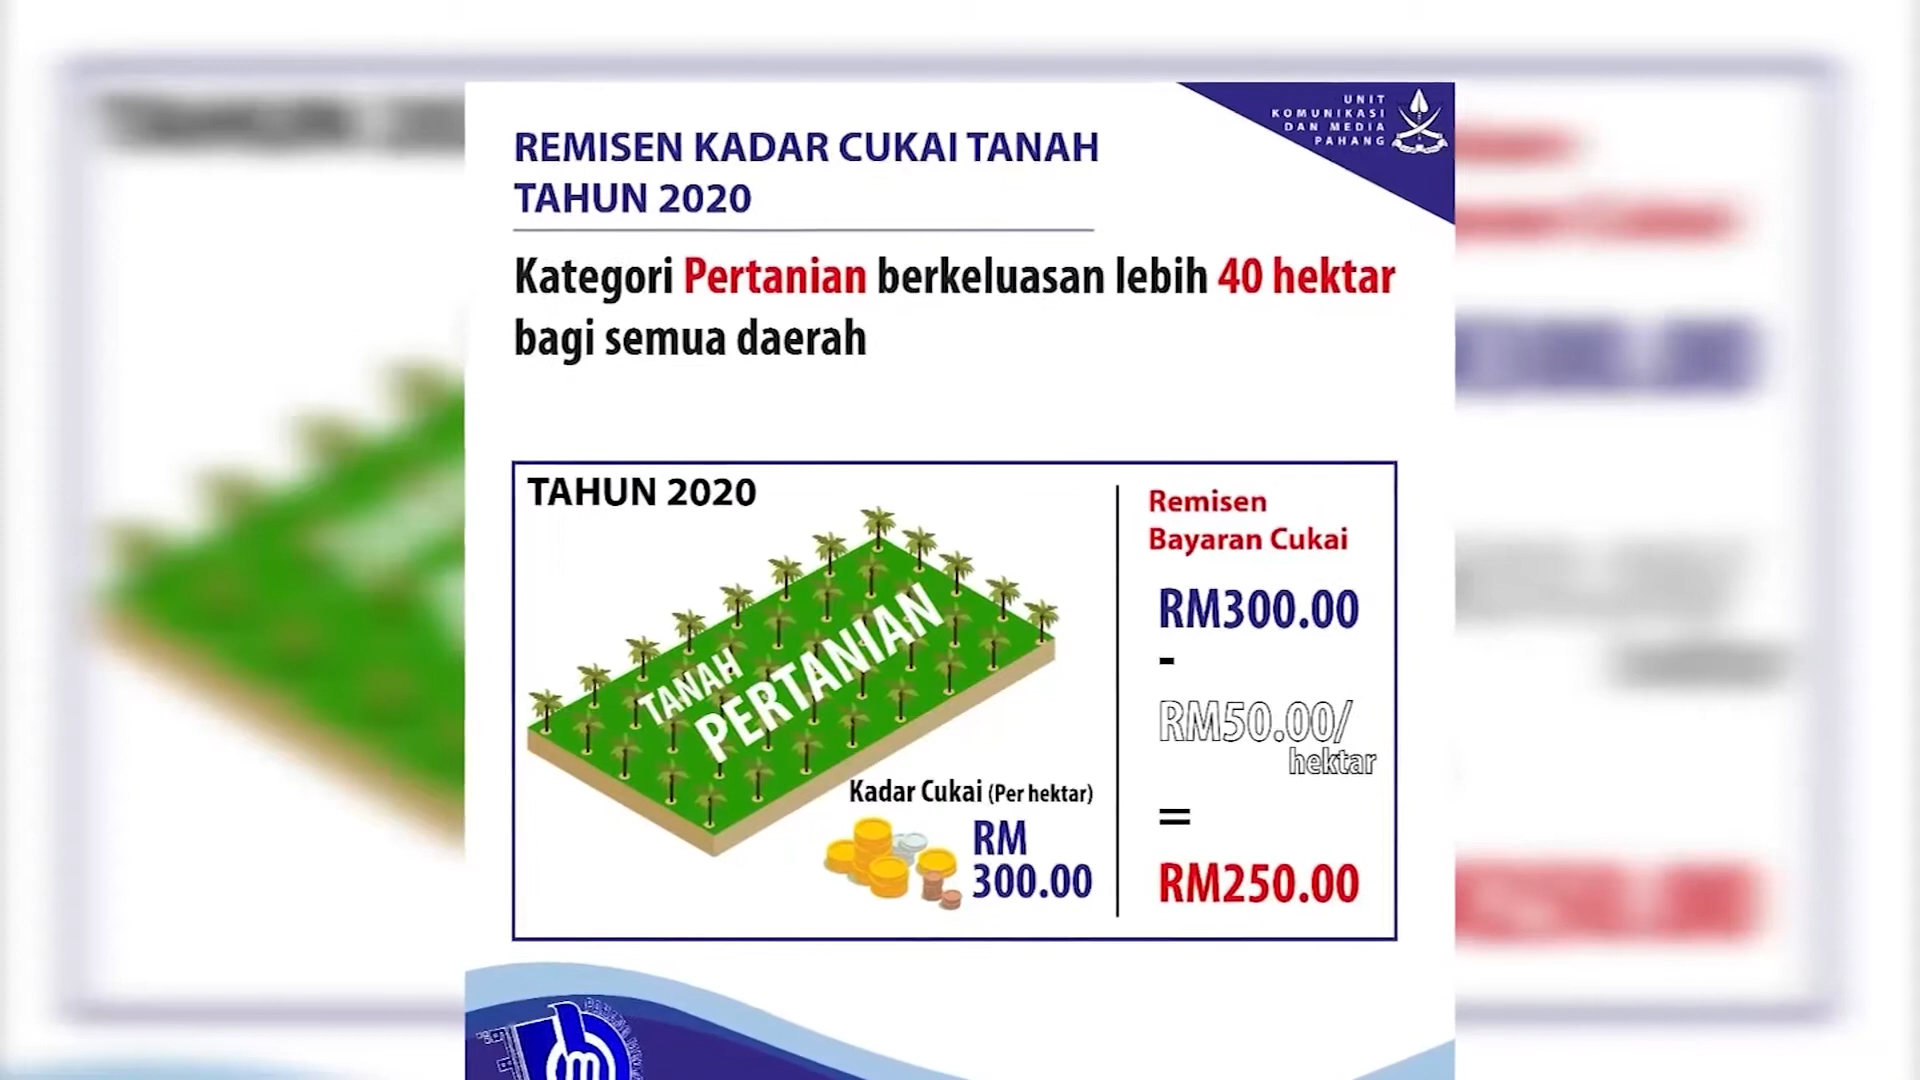 UNIT
KOMUNIKASI
DAN MEDIA
PAHANG
REMISEN KADAR CUKAI TANAH
TAHUN 2020
Kategori Pertanian berkeluasan lebih 40 hektar
bagi semua daerah
TAHUN 2020
TANAH
PERTANIAN
Kadar Cukai (Per hektar)
RM
300.00
Remisen
Bayaran Cukai
RM300.00
-
RM50.00/
hektar
=
RM250.00